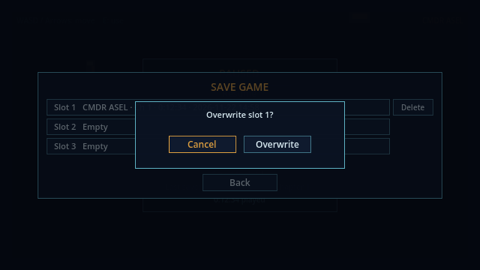 SAVE GAME
Slot 1 CMDR ASEL -
Delete
Slot 2 Empty
Slot 3 Empty
Overwrite slot 1?
Cancel
Overwrite
Back